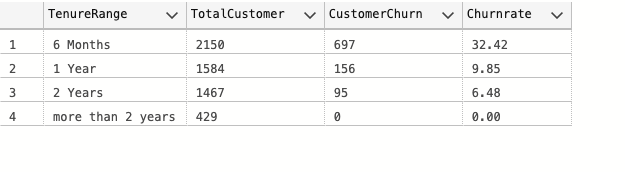 TenureRange TotalCustomer CustomerChurn Churnrate
1 6 Months 2150 697 32.42
2 1 Year 1584 156 9.85
3 2 Years 1467 95 6.48
4 more than 2 years 429 0 0.00